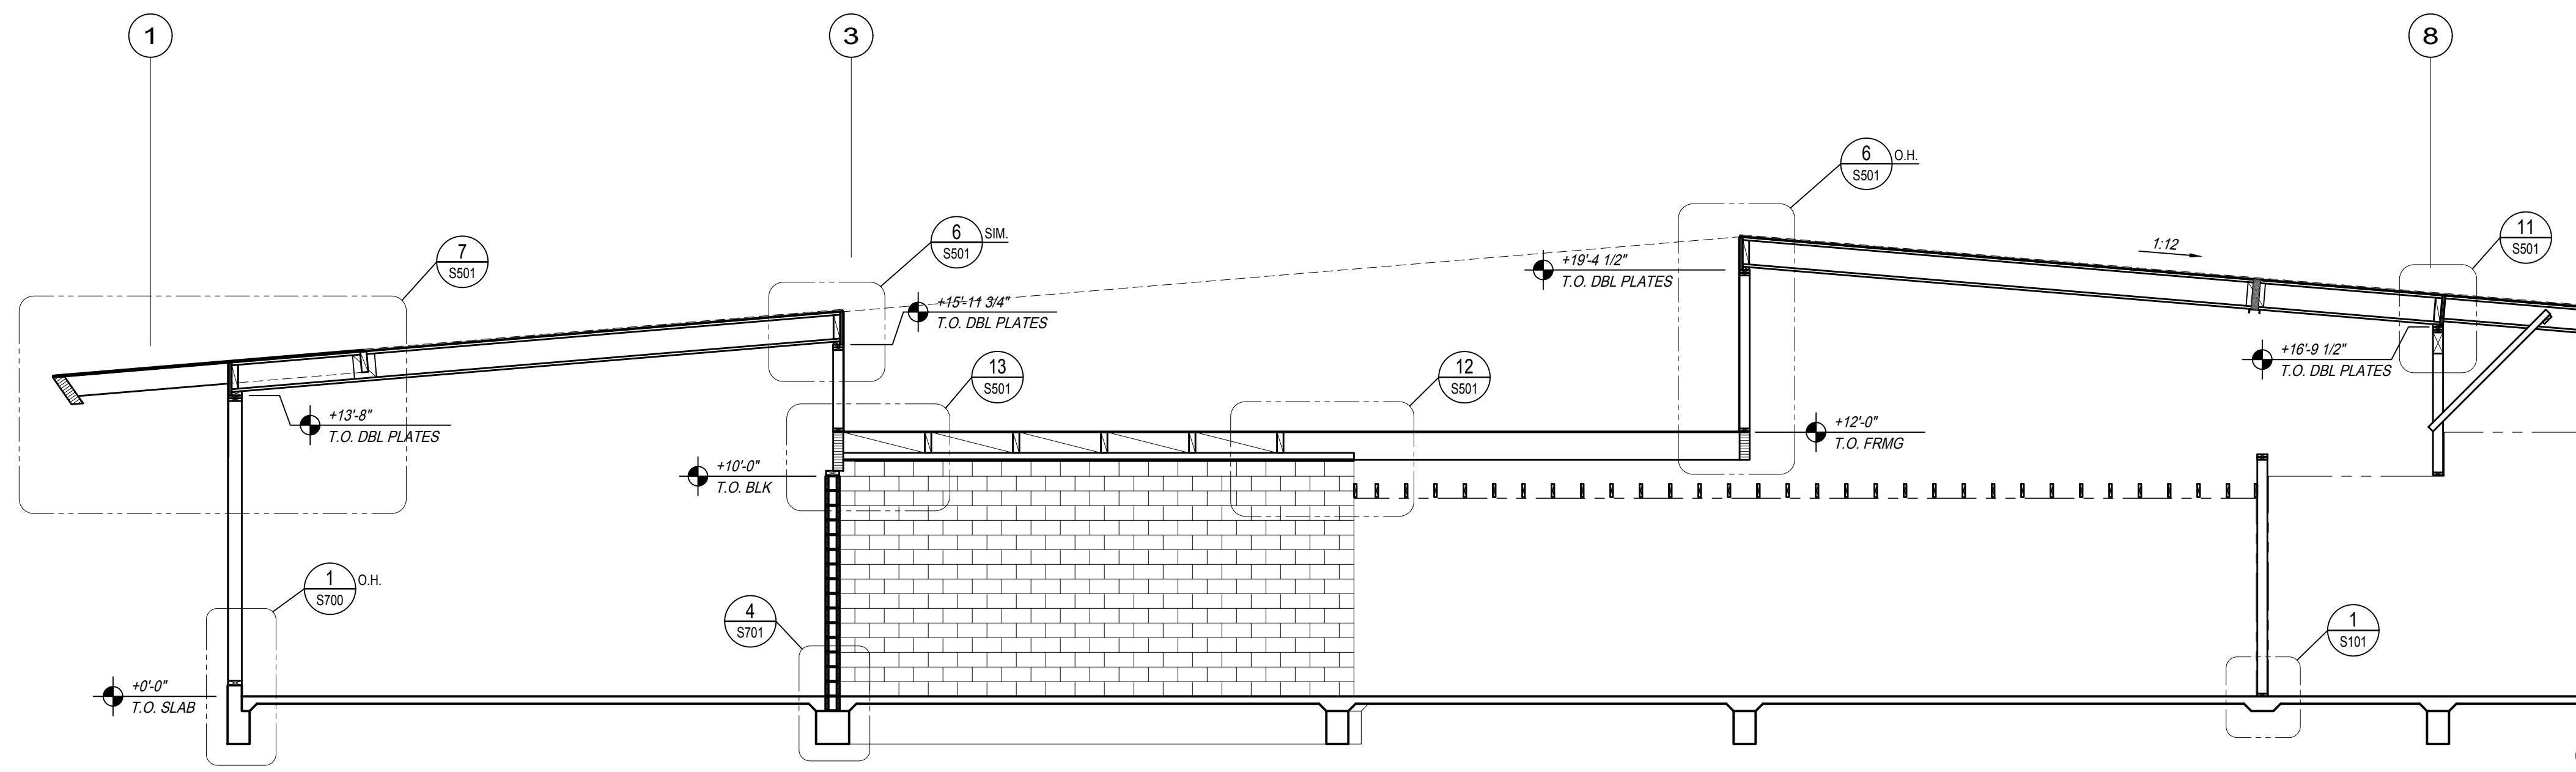 1
3
8
6 O.H.
S501
6 SIM.
S501
11
S501
7
S501
1:12
+19'-4 1/2"
T.O. DBL PLATES
+15'-11 3/4"
T.O. DBL PLATES
+16'-9 1/2"
T.O. DBL PLATES
13
S501
12
S501
+13'-8"
T.O. DBL PLATES
+12'-0"
T.O. FRMG
+10'-0"
T.O. BLK
1 O.H.
S700
4
S701
1
S101
+0'-0"
T.O. SLAB